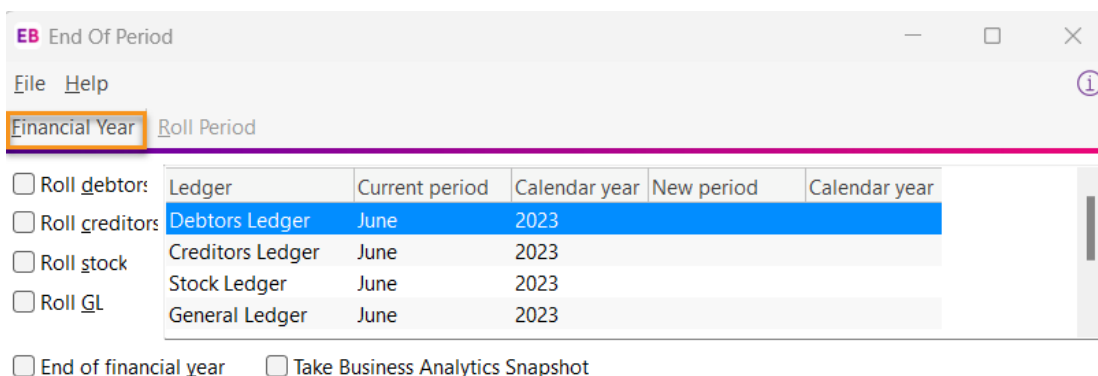 EB End Of Period
File Help
Financial Year Roll Period
Roll debtors Ledger Current period Calendar year New period Calendar year
Roll creditors Debtors Ledger June 2023
Creditors Ledger June 2023
Roll stock Stock Ledger June 2023
Roll GL General Ledger June 2023
End of financial year Take Business Analytics Snapshot